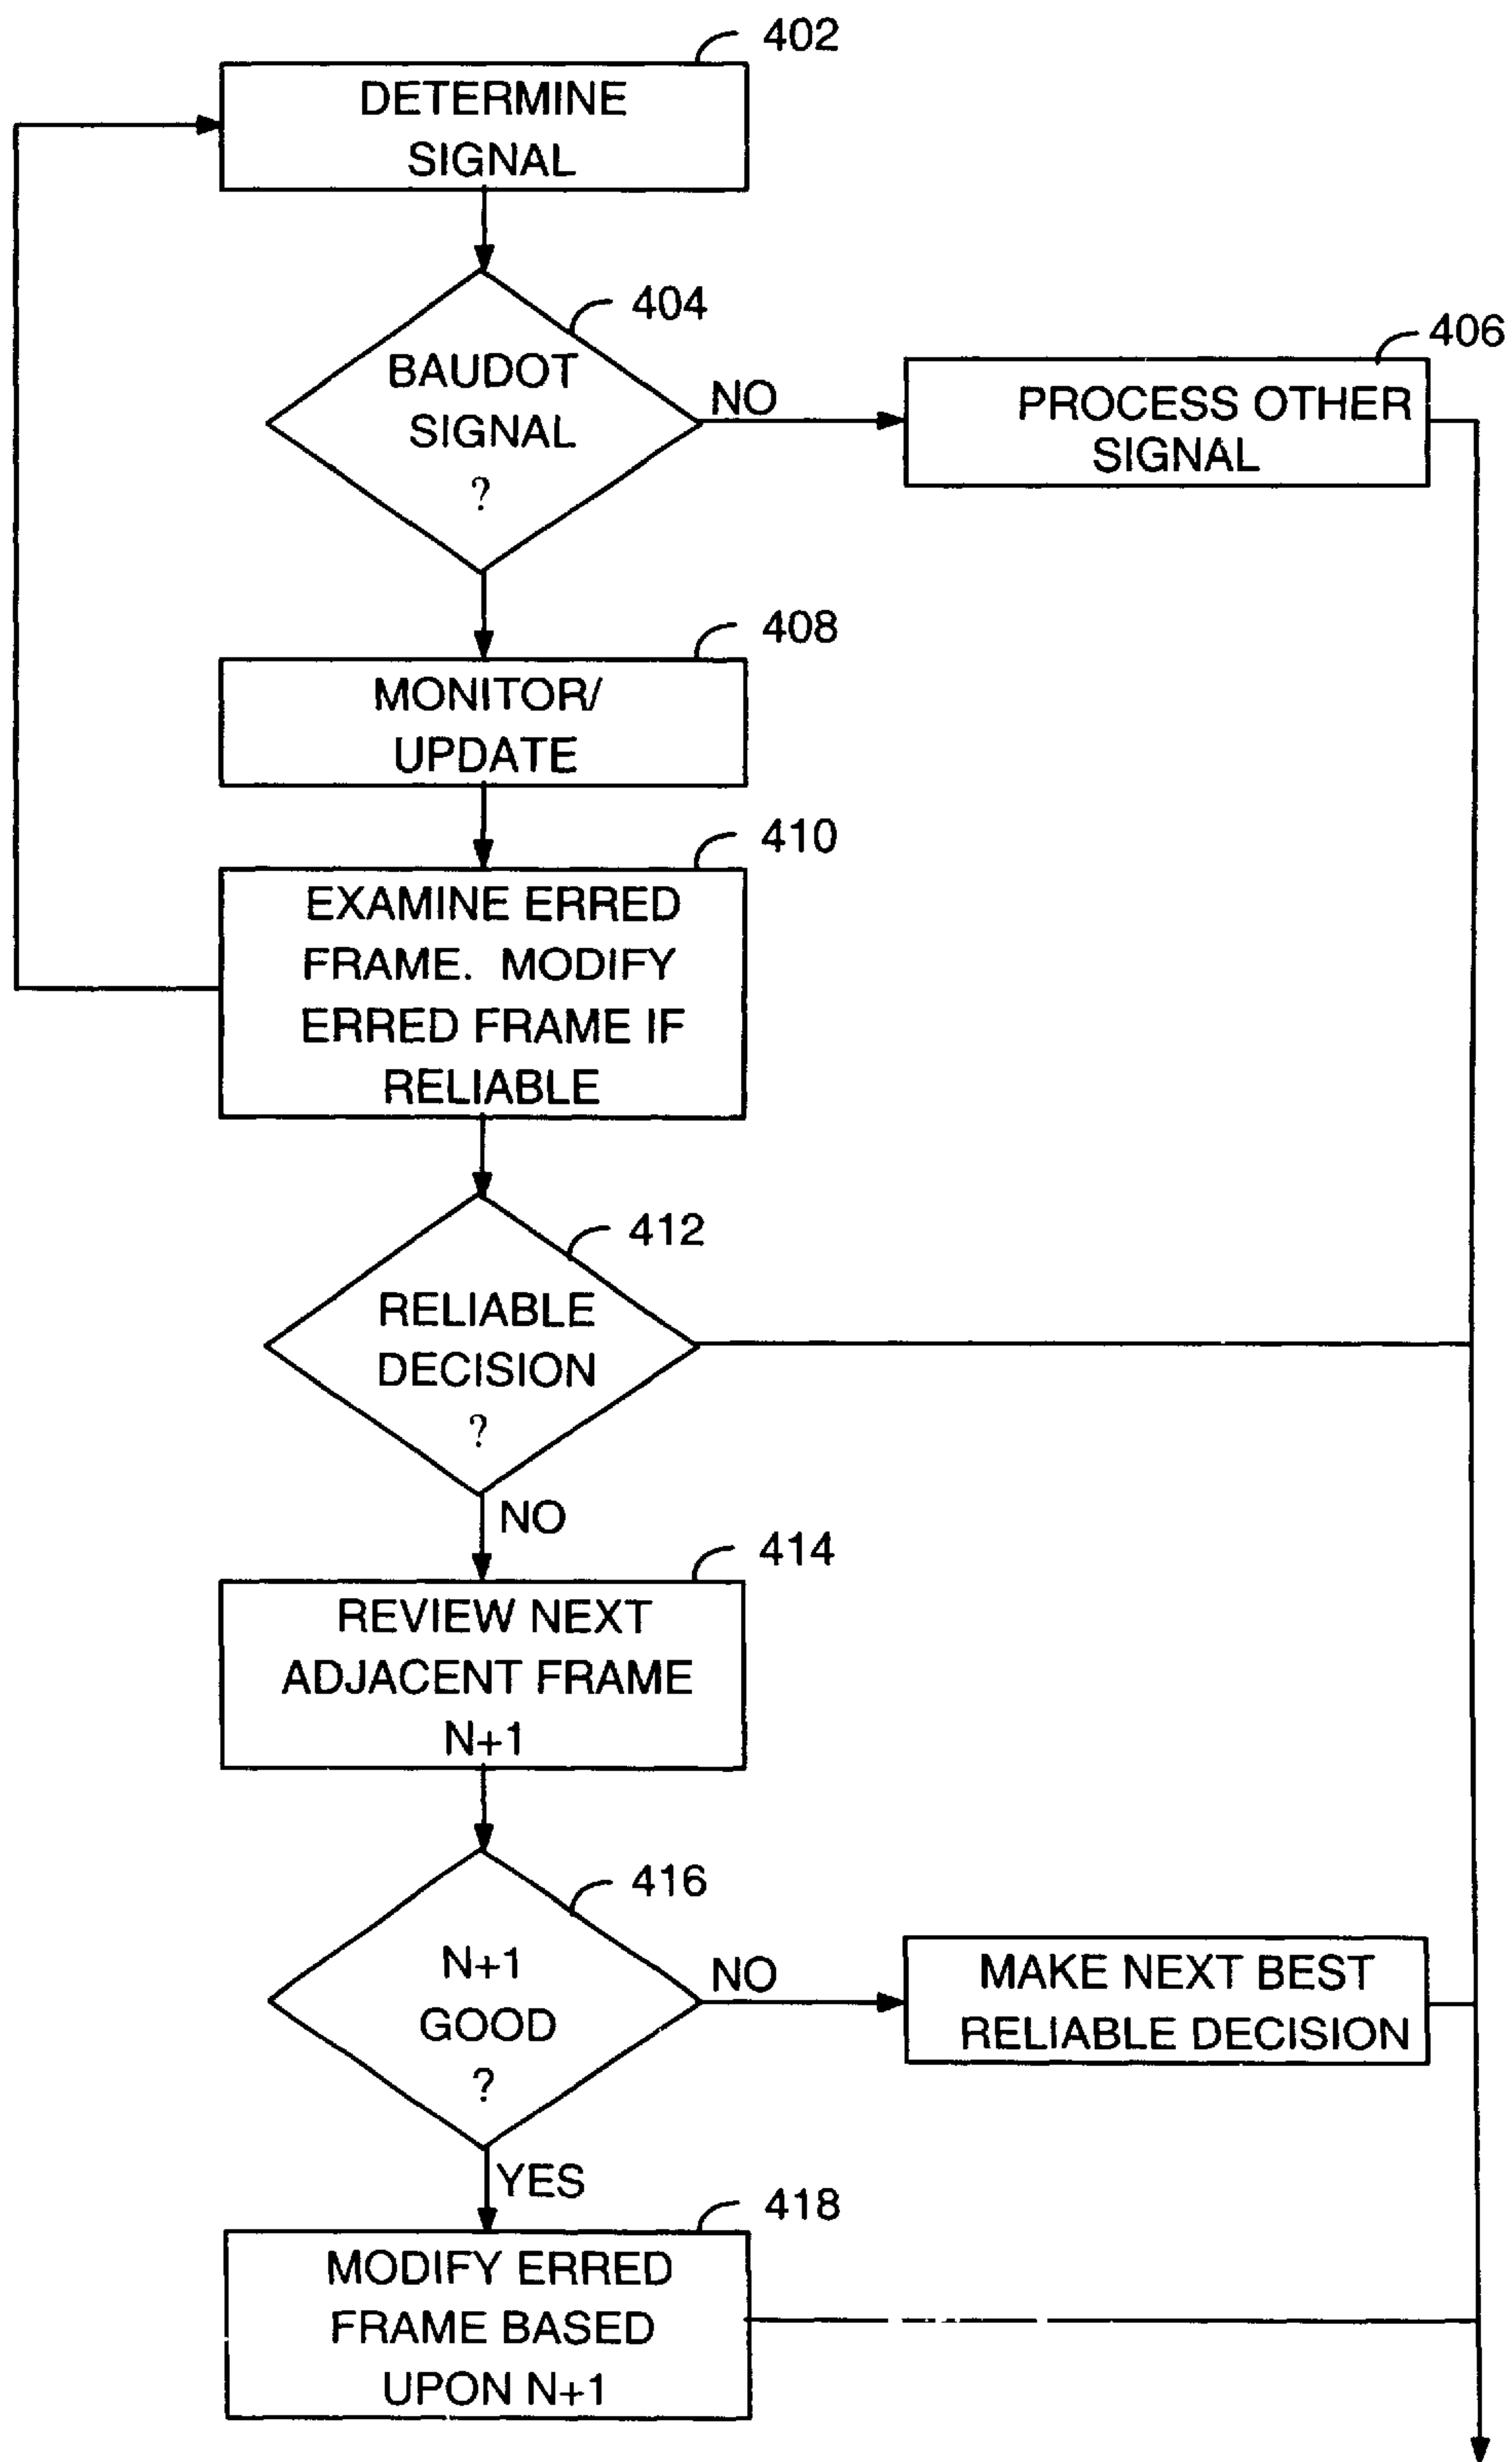 402
DETERMINE
SIGNAL
404
BAUDOT
SIGNAL
?
NO
406
PROCESS OTHER
SIGNAL
408
MONITOR/
UPDATE
410
EXAMINE ERRED
FRAME. MODIFY
ERRED FRAME IF
RELIABLE
412
RELIABLE
DECISION
?
NO
414
REVIEW NEXT
ADJACENT FRAME
N+1
416
N+1
GOOD
?
NO
MAKE NEXT BEST
RELIABLE DECISION
YES
418
MODIFY ERRED
FRAME BASED
UPON N+1